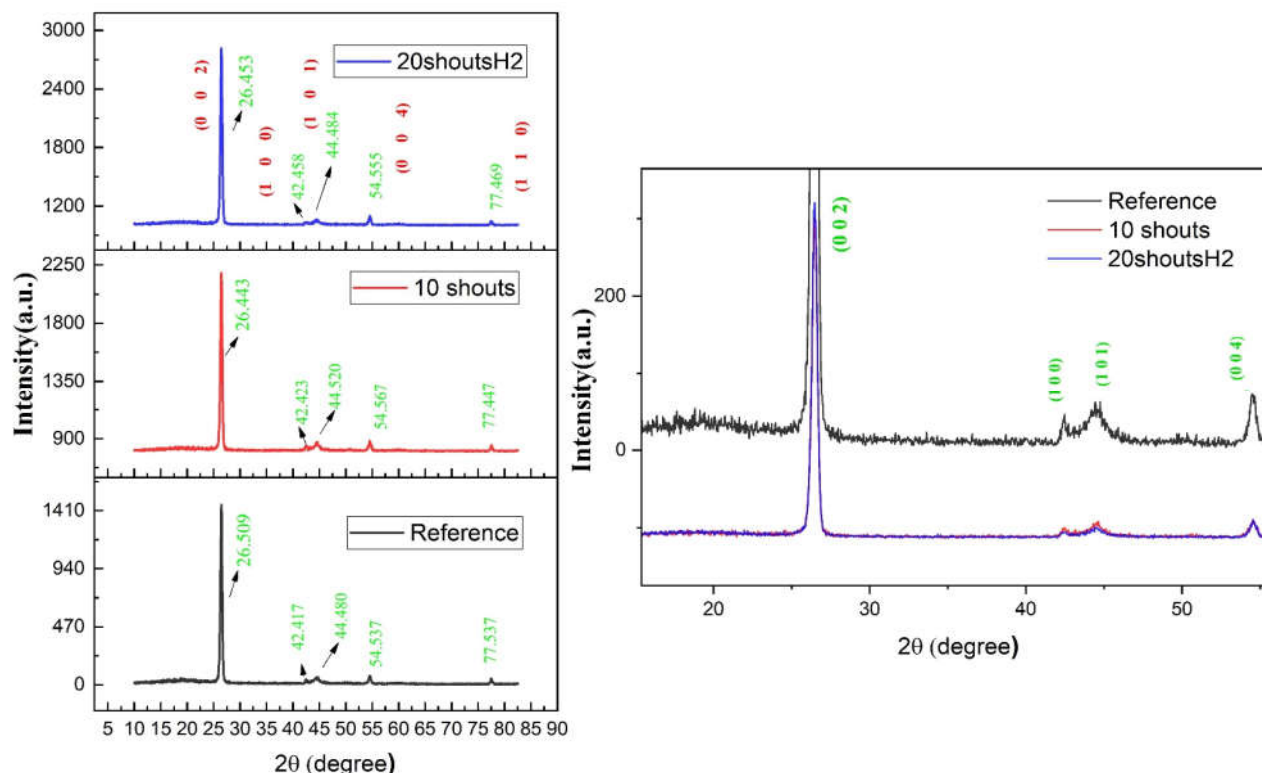 3000
2400
1800
1200
20shoutsH2
(0 0 2)
26.453
(1 0 0)
42.458
(1 0 1)
44.484
54.555
(0 0 4)
77.469
(1 1 0)
2250
1800
1350
900
Intensity(a.u.)
10 shouts
26.443
42.423
44.520
54.567
77.447
1410
940
470
0
Reference
26.509
42.417
44.480
54.537
77.537
5 10 15 20 25 30 35 40 45 50 55 60 65 70 75 80 85 90
2θ (degree)
Intensity(a.u.)
200
0
Reference
10 shouts
20shoutsH2
(0 0 2)
(1 0 0)
(1 0 1)
(0 0 4)
20 30 40 50
2θ (degree)